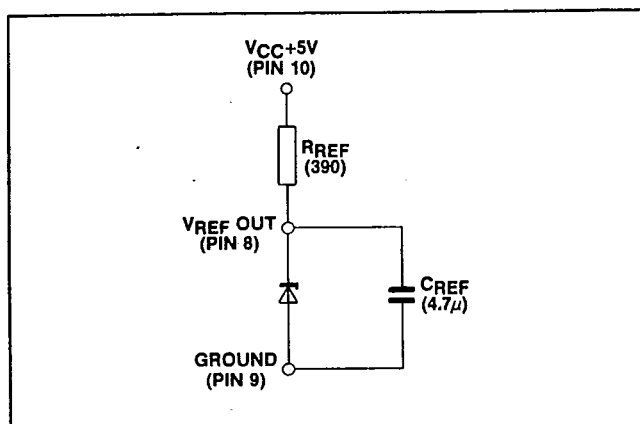 VCC+5V
(PIN 10)
RREF
(390)
VREF OUT
(PIN 8)
CREF
(4.7μ)
GROUND
(PIN 9)